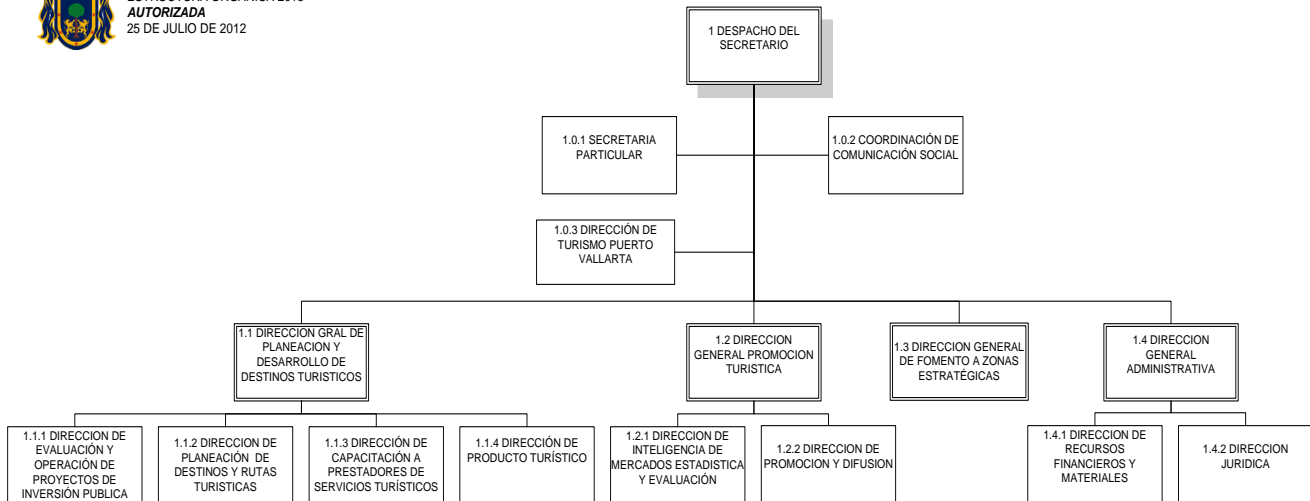 AUTORIZADA
25 DE JULIO DE 2012
1 DESPACHO DEL
SECRETARIO
1.0.1 SECRETARIA
PARTICULAR
1.0.2 COORDINACIÓN DE
COMUNICACIÓN SOCIAL
1.0.3 DIRECCIÓN DE
TURISMO PUERTO
VALLARTA
1.1 DIRECCION GRAL DE
PLANEACION Y
DESARROLLO DE
DESTINOS TURISTICOS
1.2 DIRECCION
GENERAL PROMOCION
TURISTICA
1.3 DIRECCION GENERAL
DE FOMENTO A ZONAS
ESTRATÉGICAS
1.4 DIRECCION
GENERAL
ADMINISTRATIVA
1.1.1 DIRECCION DE
EVALUACIÓN Y
OPERACIÓN DE
PROYECTOS DE
INVERSIÓN PUBLICA
1.1.2 DIRECCION DE
PLANEACIÓN DE
DESTINOS Y RUTAS
TURISTICAS
1.1.3 DIRECCIÓN DE
CAPACITACIÓN A
PRESTADORES DE
SERVICIOS TURÍSTICOS
1.1.4 DIRECCIÓN DE
PRODUCTO TURÍSTICO
1.2.1 DIRECCION DE
INTELIGENCIA DE
MERCADOS ESTADISTICA
Y EVALUACIÓN
1.2.2 DIRECCION DE
PROMOCION Y DIFUSION
1.4.1 DIRECCION DE
RECURSOS
FINANCIEROS Y
MATERIALES
1.4.2 DIRECCION
JURIDICA